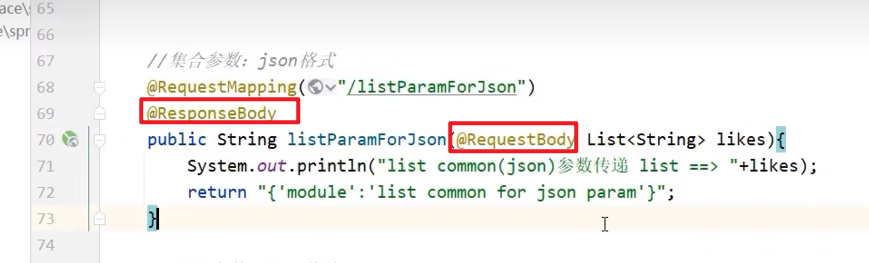 ace\s
e\spr
65
66
67 //集合参数：json格式
68 @RequestMapping("/listParamForJson")
69 @ResponseBody
70 public String listParamForJson(@RequestBody List<String> likes){
71 System.out.println("list common(json)参数传递 list ==> "+likes);
72 return "{'module':'list common for json param'}";
73 }
74